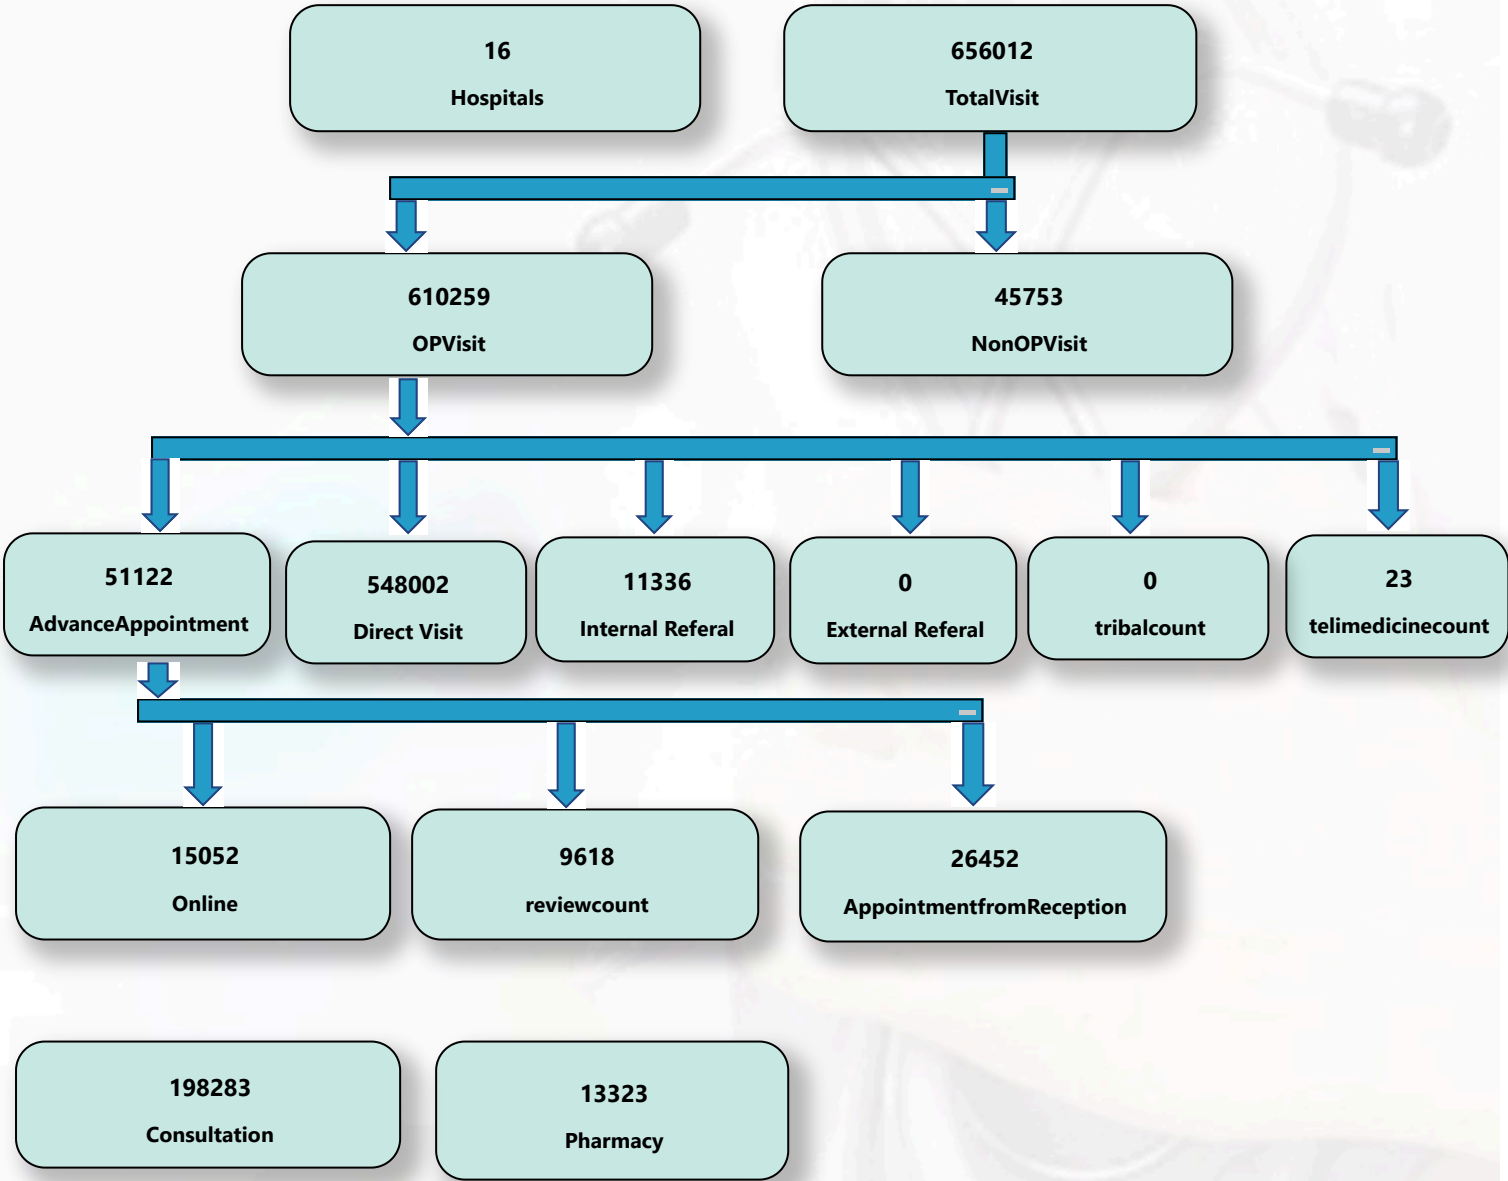 16
Hospitals
656012
TotalVisit
610259
OPVisit
45753
NonOPVisit
51122
AdvanceAppointment
548002
Direct Visit
11336
Internal Referal
0
External Referal
0
tribalcount
23
telimedicinecount
15052
Online
9618
reviewcount
26452
AppointmentfromReception
198283
Consultation
13323
Pharmacy